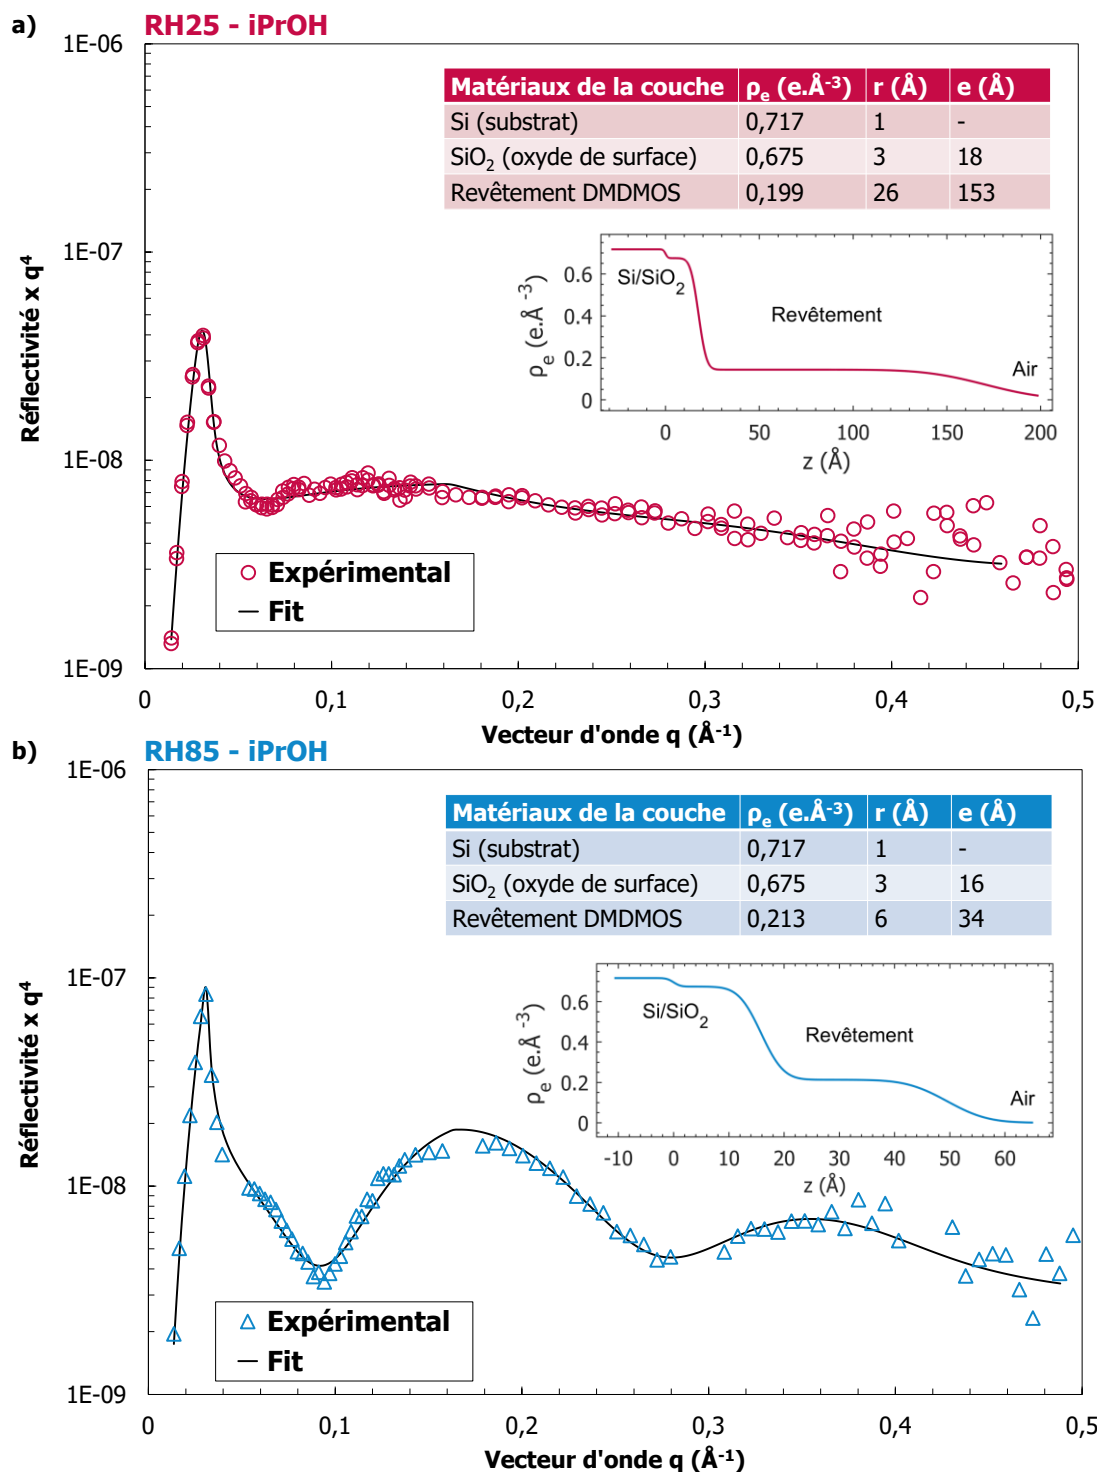 a)
RH25 - iPrOH
1E-06
1E-07
1E-08
1E-09
Réflectivité x q⁴
Matériaux de la couche ρₑ (e.Å⁻³) r (Å) e (Å)
Si (substrat) 0,717 1 -
SiO₂ (oxyde de surface) 0,675 3 18
Revêtement DMDMOS 0,199 26 153
ρₑ (e.Å⁻³)
0.6
0.4
0.2
0
Si/SiO₂
Revêtement
Air
0 50 100 150 200
z (Å)
Expérimental
Fit
0 0,1 0,2 0,3 0,4 0,5
Vecteur d'onde q (Å⁻¹)
b)
RH85 - iPrOH
1E-06
1E-07
1E-08
1E-09
Réflectivité x q⁴
Matériaux de la couche ρₑ (e.Å⁻³) r (Å) e (Å)
Si (substrat) 0,717 1 -
SiO₂ (oxyde de surface) 0,675 3 16
Revêtement DMDMOS 0,213 6 34
ρₑ (e.Å⁻³)
0.6
0.4
0.2
0
Si/SiO₂
Revêtement
Air
-10 0 10 20 30 40 50 60
z (Å)
Expérimental
Fit
0 0,1 0,2 0,3 0,4 0,5
Vecteur d'onde q (Å⁻¹)